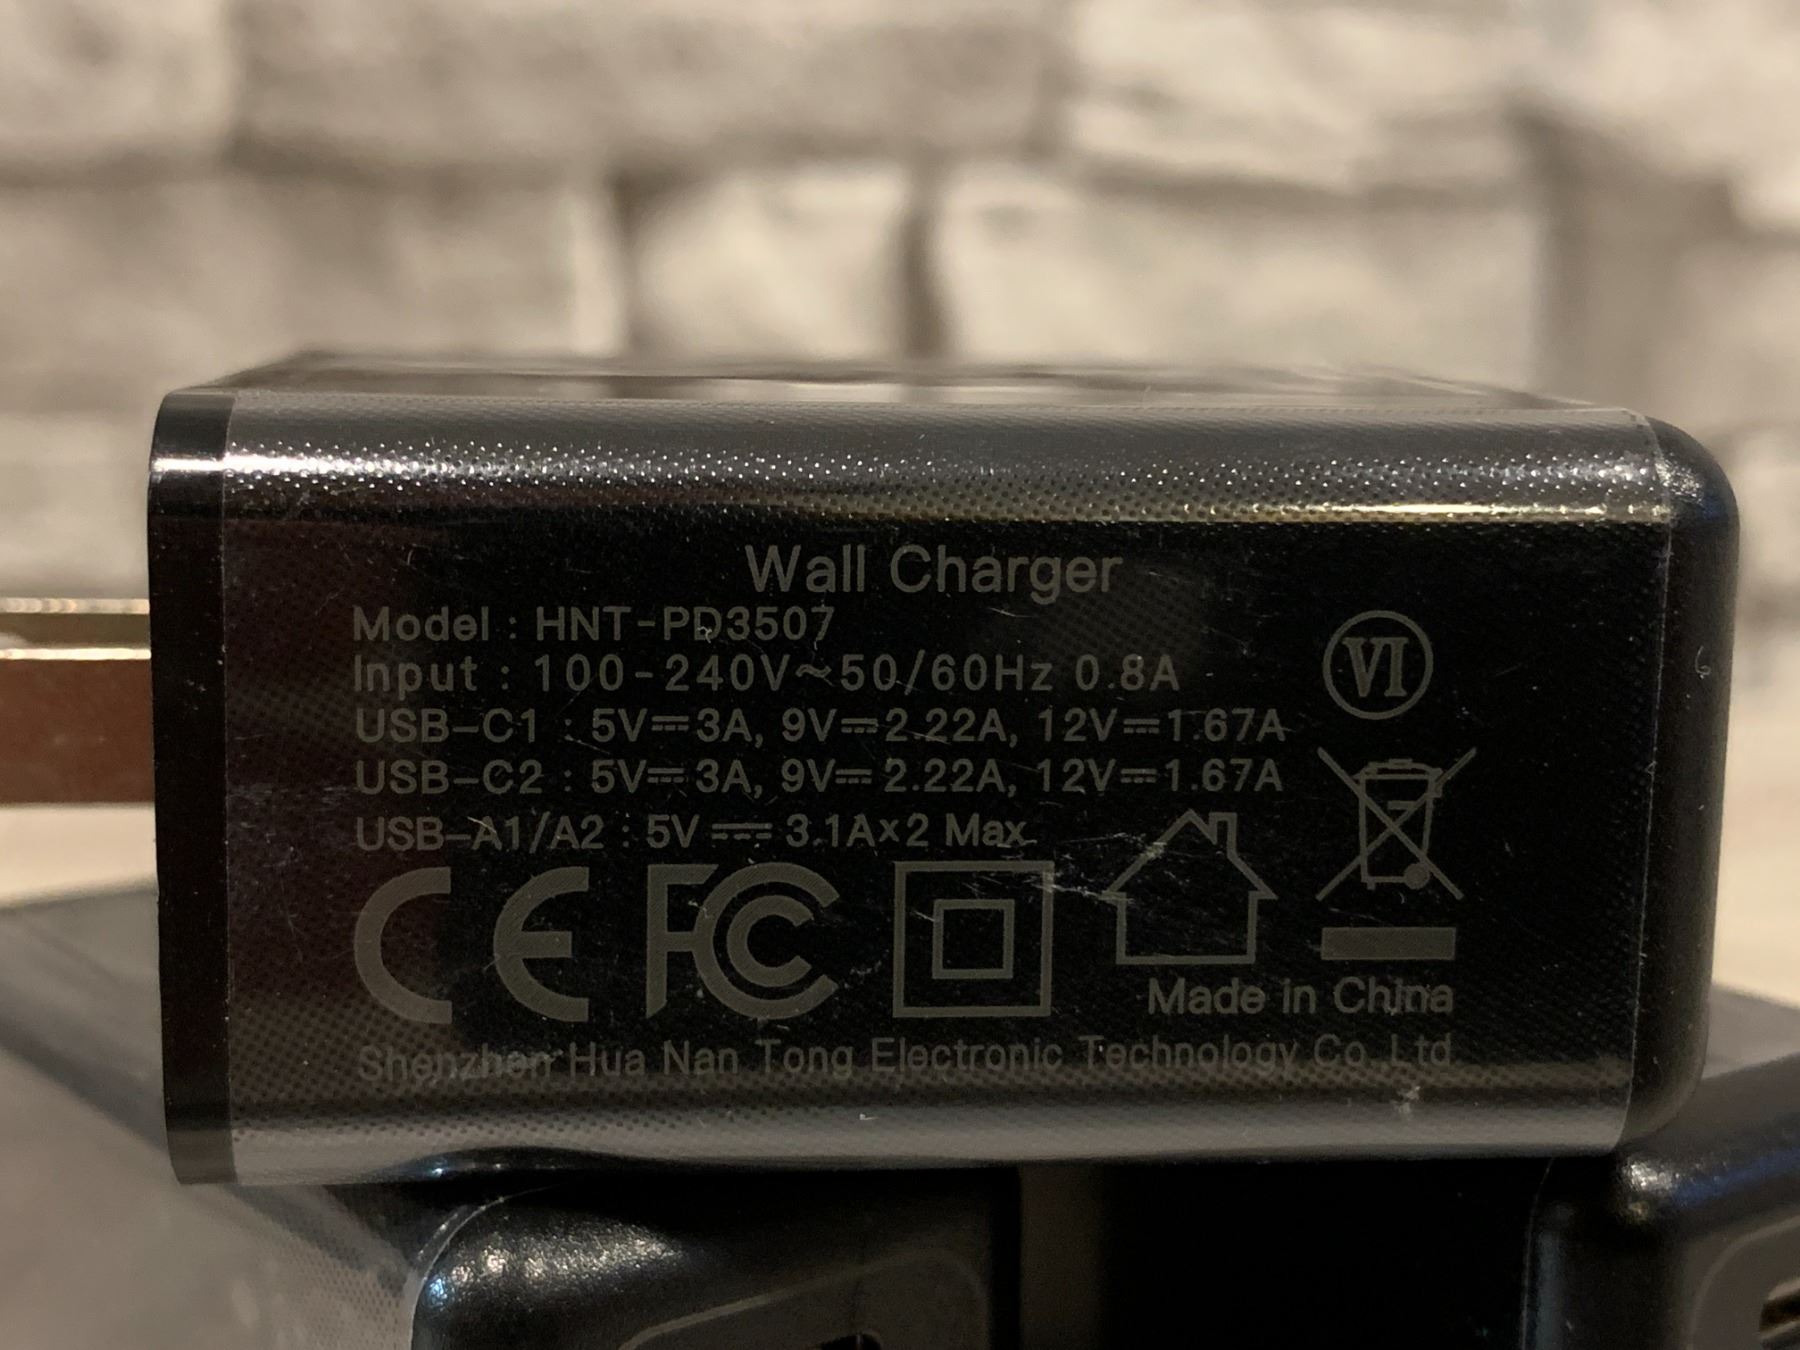 Wall Charger
Model : HNT-PD3507
Input : 100-240V~50/60Hz 0.8A
VI
USB-C1 : 5V⎓3A, 9V⎓2.22A, 12V⎓1.67A
USB-C2 : 5V⎓3A, 9V⎓2.22A, 12V⎓1.67A
USB-A1/A2 : 5V ⎓ 3.1A×2 Max
CE FC
Made in China
Shenzhen Hua Nan Tong Electronic Technology Co.,Ltd.